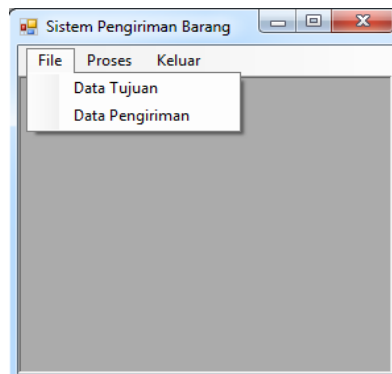 Sistem Pengiriman Barang
File Proses Keluar
Data Tujuan
Data Pengiriman